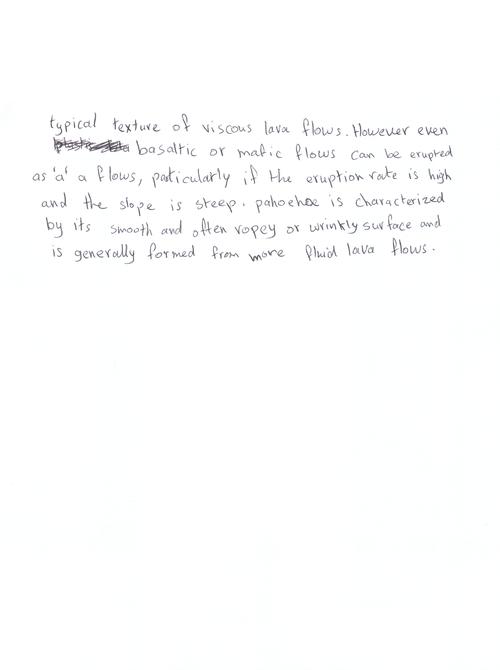 typical texture of viscous lava flows. However even
basaltic or mafic flows can be erupted
as 'a' a flows, particularly if the eruption rate is high
and the slope is steep. pahoehoe is characterized
by its smooth and often ropey or wrinkly surface and
is generally formed from more fluid lava flows.